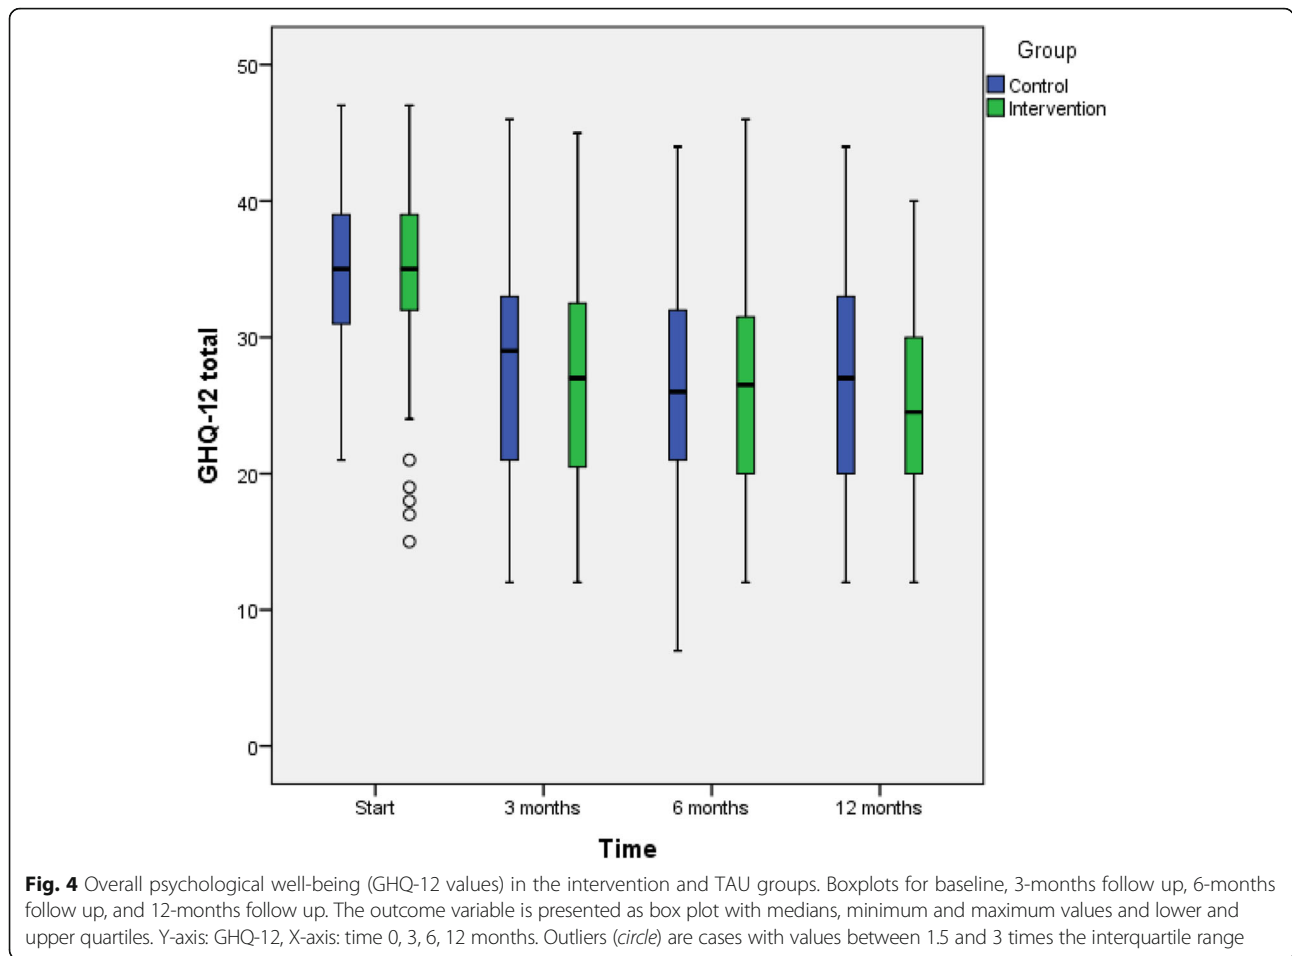 Group
Control
Intervention
50
40
30
20
10
0
GHQ-12 total
Start 3 months 6 months 12 months
Time
Fig. 4 Overall psychological well-being (GHQ-12 values) in the intervention and TAU groups. Boxplots for baseline, 3-months follow up, 6-months
follow up, and 12-months follow up. The outcome variable is presented as box plot with medians, minimum and maximum values and lower and
upper quartiles. Y-axis: GHQ-12, X-axis: time 0, 3, 6, 12 months. Outliers (circle) are cases with values between 1.5 and 3 times the interquartile range